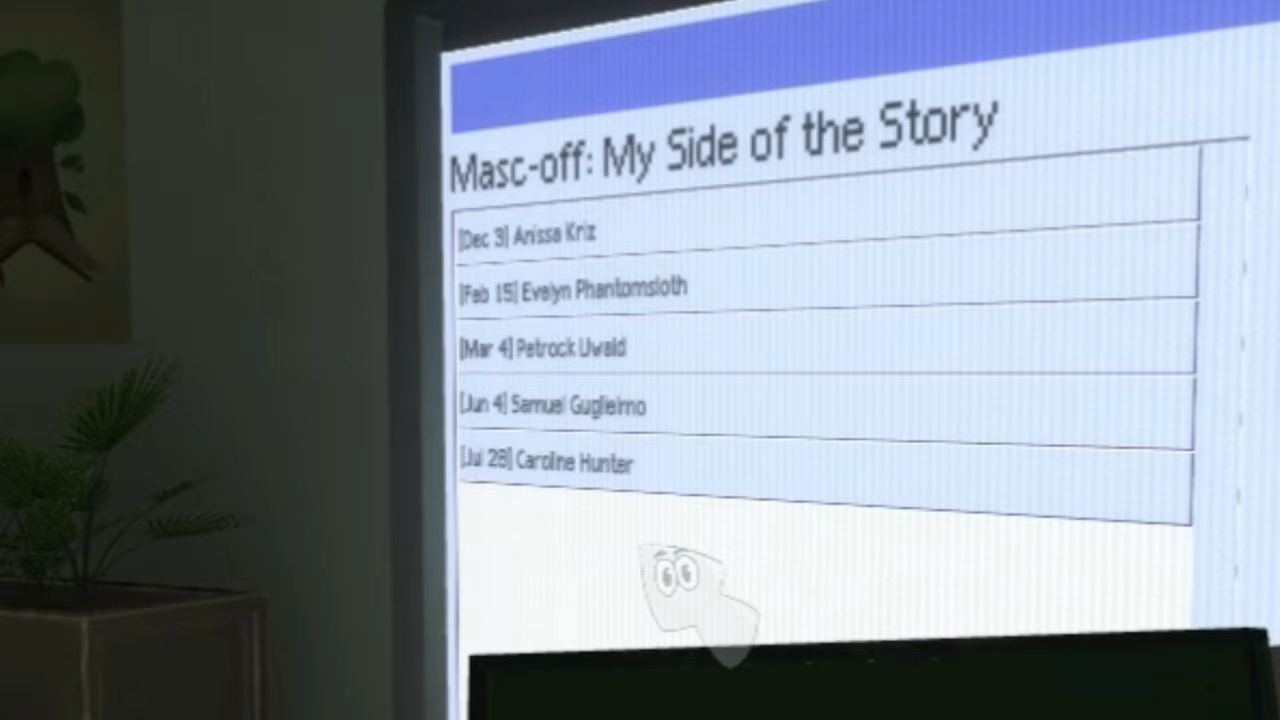 Masc-off: My Side of the Story
[Dec 3] Anissa Kriz
[Feb 15] Evelyn Phantomsloth
[Mar 4] Petrock Uwald
[Jun 4] Samuel Guglielmo
[Jul 28] Caroline Hunter